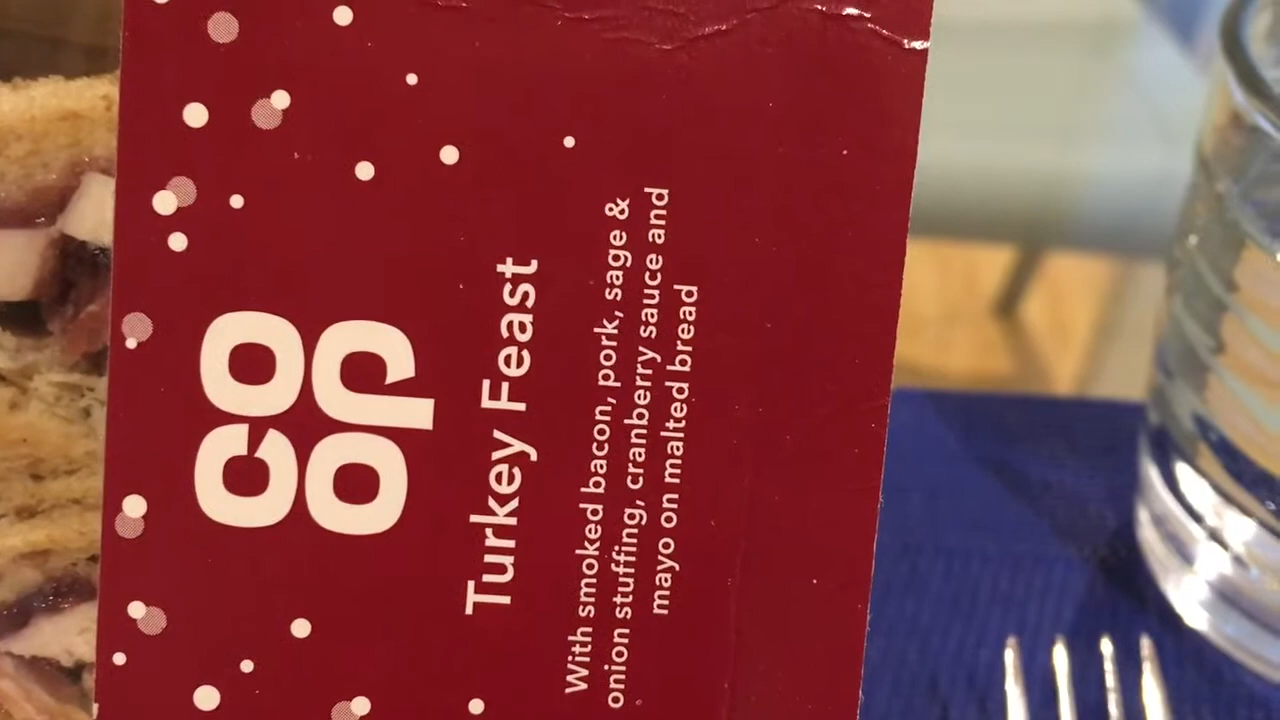 co
op
Turkey Feast
With smoked bacon, pork, sage &
onion stuffing, cranberry sauce and
mayo on malted bread